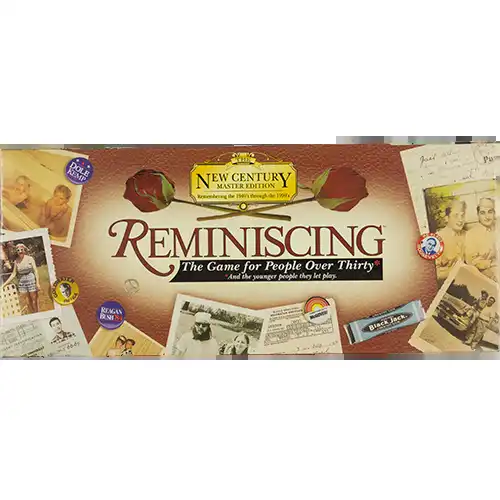 THE
NEW CENTURY
MASTER EDITION
Remembering the 1940's through the 1990's
REMINISCING
The Game for People Over Thirty*
*And the younger people they let play.
DOLE
KEMP
REAGAN
BUSH
Black Jack